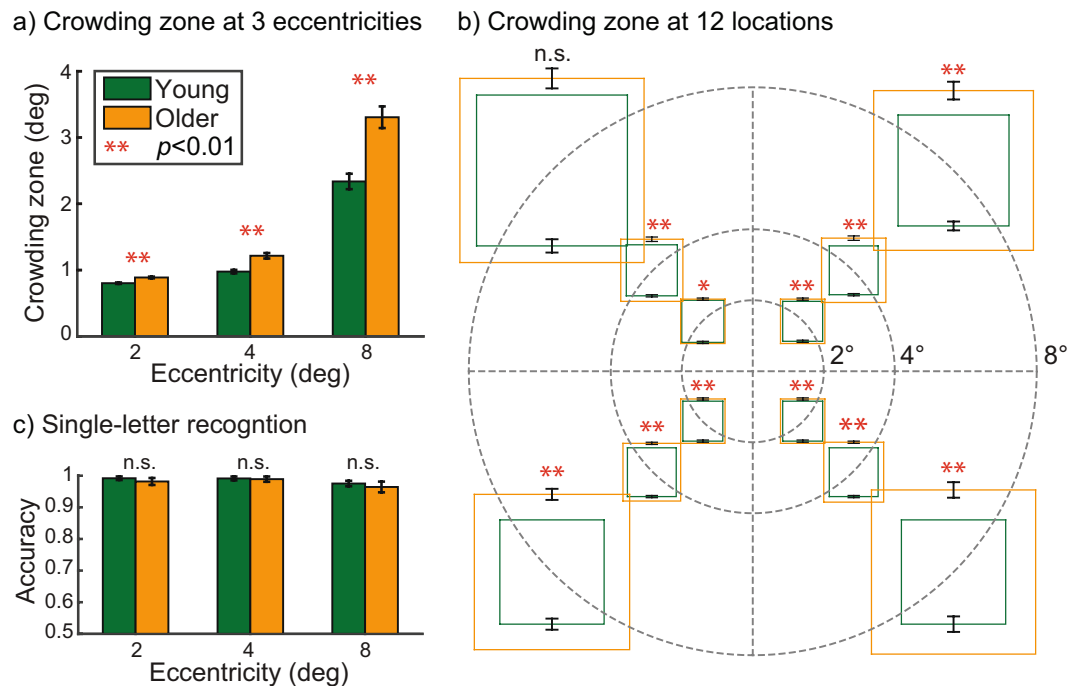 a) Crowding zone at 3 eccentricities
Crowding zone (deg)
4
3
2
1
0
Young
Older
** p<0.01
**
**
**
2 4 8
Eccentricity (deg)
b) Crowding zone at 12 locations
n.s.
**
**
**
*
**
2° 4° 8°
**
**
**
**
**
**
c) Single-letter recogntion
Accuracy
1
0.9
0.8
0.7
0.6
0.5
n.s. n.s. n.s.
2 4 8
Eccentricity (deg)